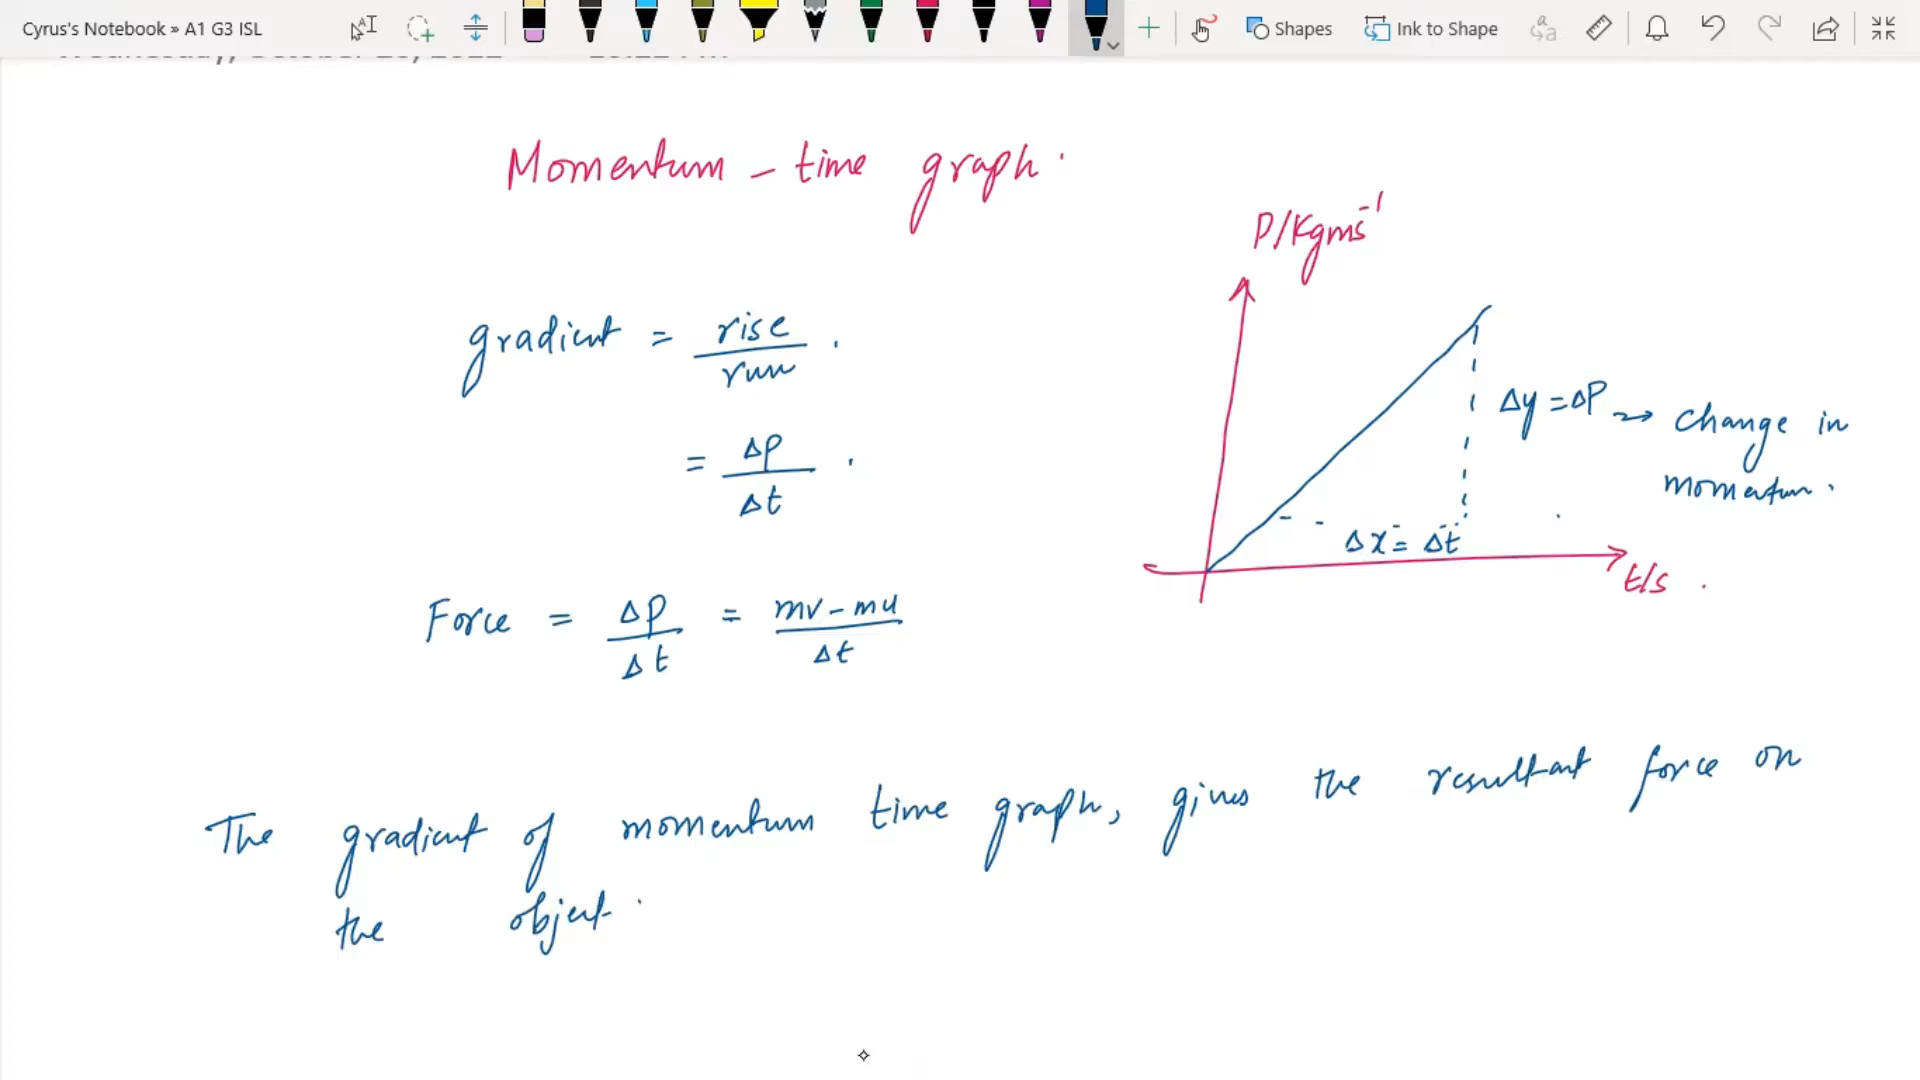 Cyrus's Notebook » A1 G3 ISL
Shapes
Ink to Shape
Momentum - time graph.
P/Kgms⁻¹
gradient = rise/run .
= ΔP/Δt .
Δy = ΔP → change in
momentum.
Δx = Δt
t/s .
Force = ΔP/Δt = mv - mu/Δt
The gradient of momentum time graph, gives the resultant force on
the object.